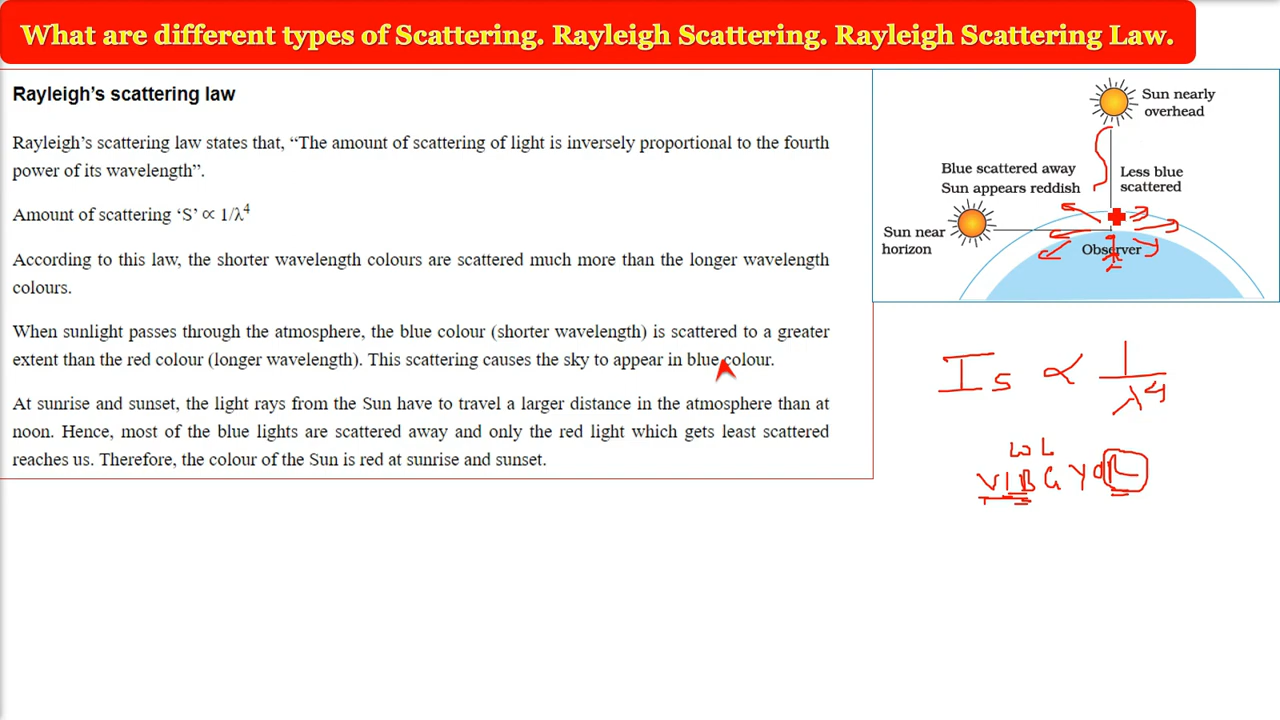 What are different types of Scattering. Rayleigh Scattering. Rayleigh Scattering Law.
Rayleigh's scattering law
Rayleigh's scattering law states that, “The amount of scattering of light is inversely proportional to the fourth
power of its wavelength”.
Amount of scattering ‘S’ ∝ 1/λ⁴
According to this law, the shorter wavelength colours are scattered much more than the longer wavelength
colours.
When sunlight passes through the atmosphere, the blue colour (shorter wavelength) is scattered to a greater
extent than the red colour (longer wavelength). This scattering causes the sky to appear in blue colour.
At sunrise and sunset, the light rays from the Sun have to travel a larger distance in the atmosphere than at
noon. Hence, most of the blue lights are scattered away and only the red light which gets least scattered
reaches us. Therefore, the colour of the Sun is red at sunrise and sunset.
Sun nearly
overhead
Blue scattered away
Sun appears reddish
Less blue
scattered
Sun near
horizon
Observer
Is ∝ 1/λ⁴
WL
VIBGYOR